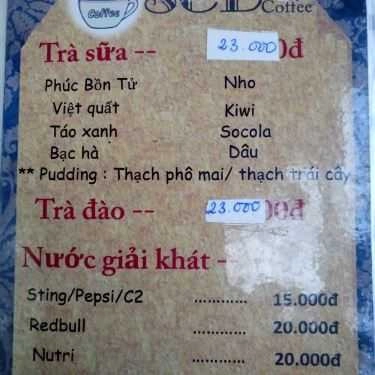 Coffee
Coffee
Trà sữa -- 23.000 0đ
Phúc Bồn Tử Nho
Việt quất Kiwi
Táo xanh Socola
Bạc hà Dâu
** Pudding : Thạch phô mai/ thạch trái cây
Trà đào -- 23.000 00đ
Nước giải khát --
Sting/Pepsi/C2 ............ 15.000đ
Redbull ............ 20.000đ
Nutri ............ 20.000đ